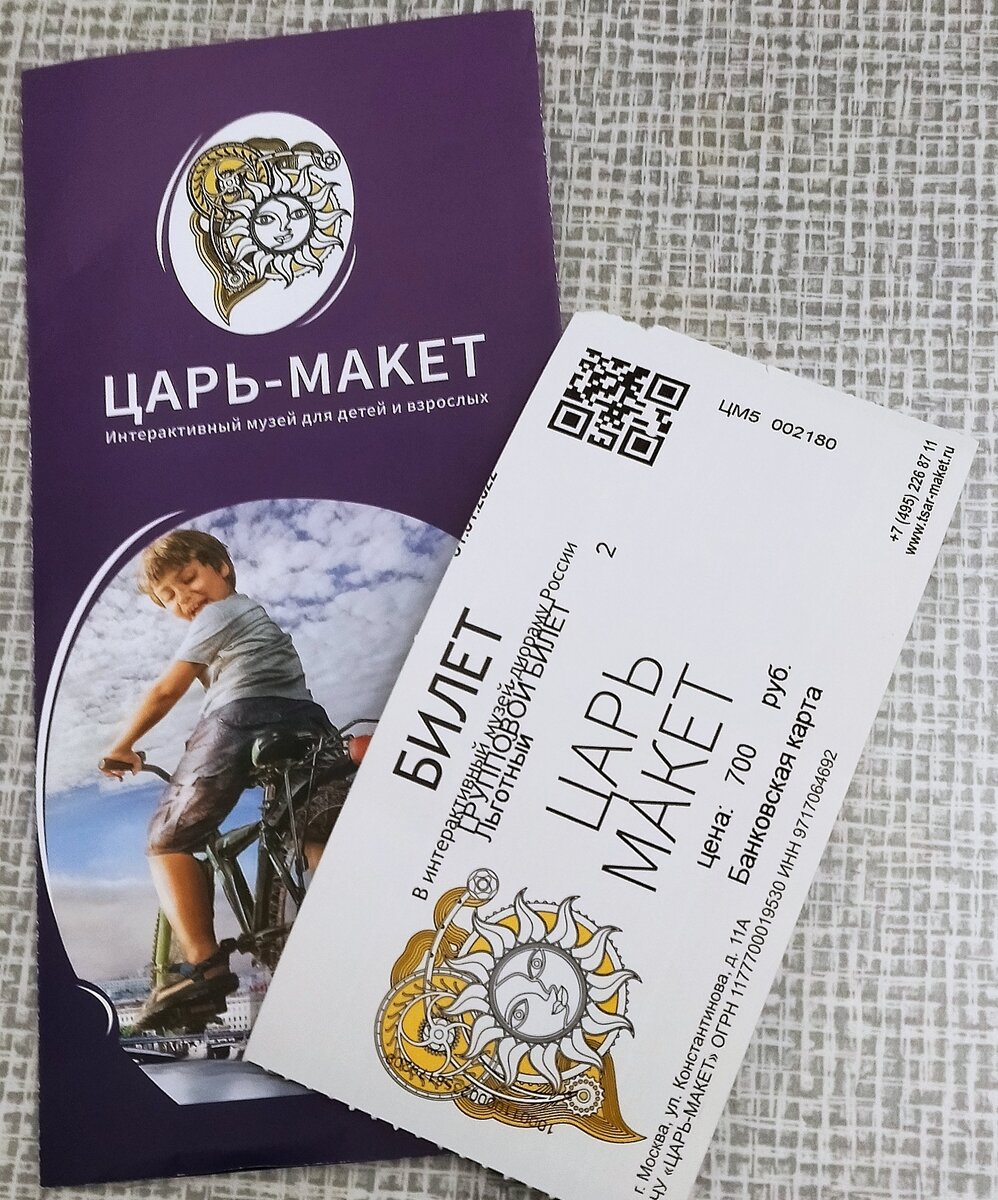 ЦАРЬ-МАКЕТ
Интерактивный музей для детей и взрослых
ЦМ5 002180
+7 (495) 226 87 11
www.tsar-maket.ru
БИЛЕТ
В интерактивный музей-диораму России
ГРУППОВОЙ БИЛЕТ 2
Льготный
ЦАРЬ
МАКЕТ
Цена: 700 руб.
Банковская карта
г. Москва, ул. Константинова, д. 11А
ЧУ «ЦАРЬ-МАКЕТ» ОГРН 1177700019530 ИНН 9717064692